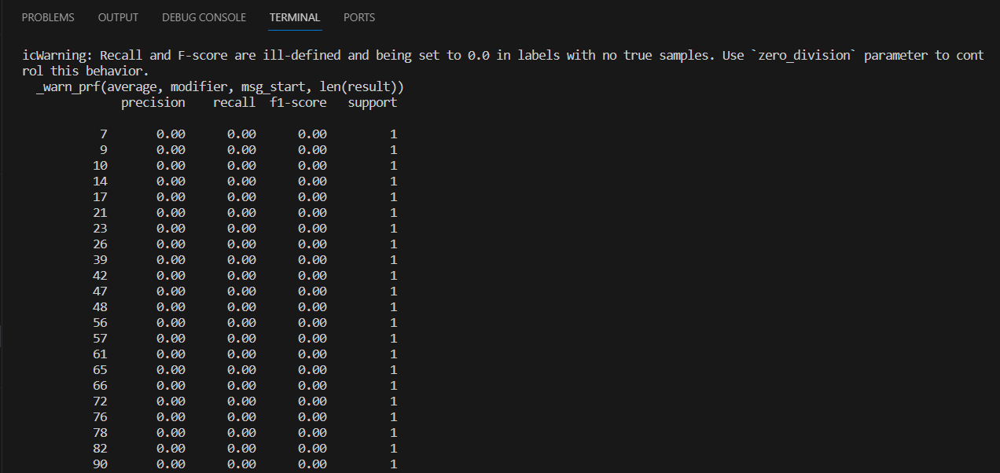 PROBLEMS OUTPUT DEBUG CONSOLE TERMINAL PORTS
icWarning: Recall and F-score are ill-defined and being set to 0.0 in labels with no true samples. Use `zero_division` parameter to cont
rol this behavior.
_warn_prf(average, modifier, msg_start, len(result))
precision recall f1-score support
7 0.00 0.00 0.00 1
9 0.00 0.00 0.00 1
10 0.00 0.00 0.00 1
14 0.00 0.00 0.00 1
17 0.00 0.00 0.00 1
21 0.00 0.00 0.00 1
23 0.00 0.00 0.00 1
26 0.00 0.00 0.00 1
39 0.00 0.00 0.00 1
42 0.00 0.00 0.00 1
47 0.00 0.00 0.00 1
48 0.00 0.00 0.00 1
56 0.00 0.00 0.00 1
57 0.00 0.00 0.00 1
61 0.00 0.00 0.00 1
65 0.00 0.00 0.00 1
66 0.00 0.00 0.00 1
72 0.00 0.00 0.00 1
76 0.00 0.00 0.00 1
78 0.00 0.00 0.00 1
82 0.00 0.00 0.00 1
90 0.00 0.00 0.00 1